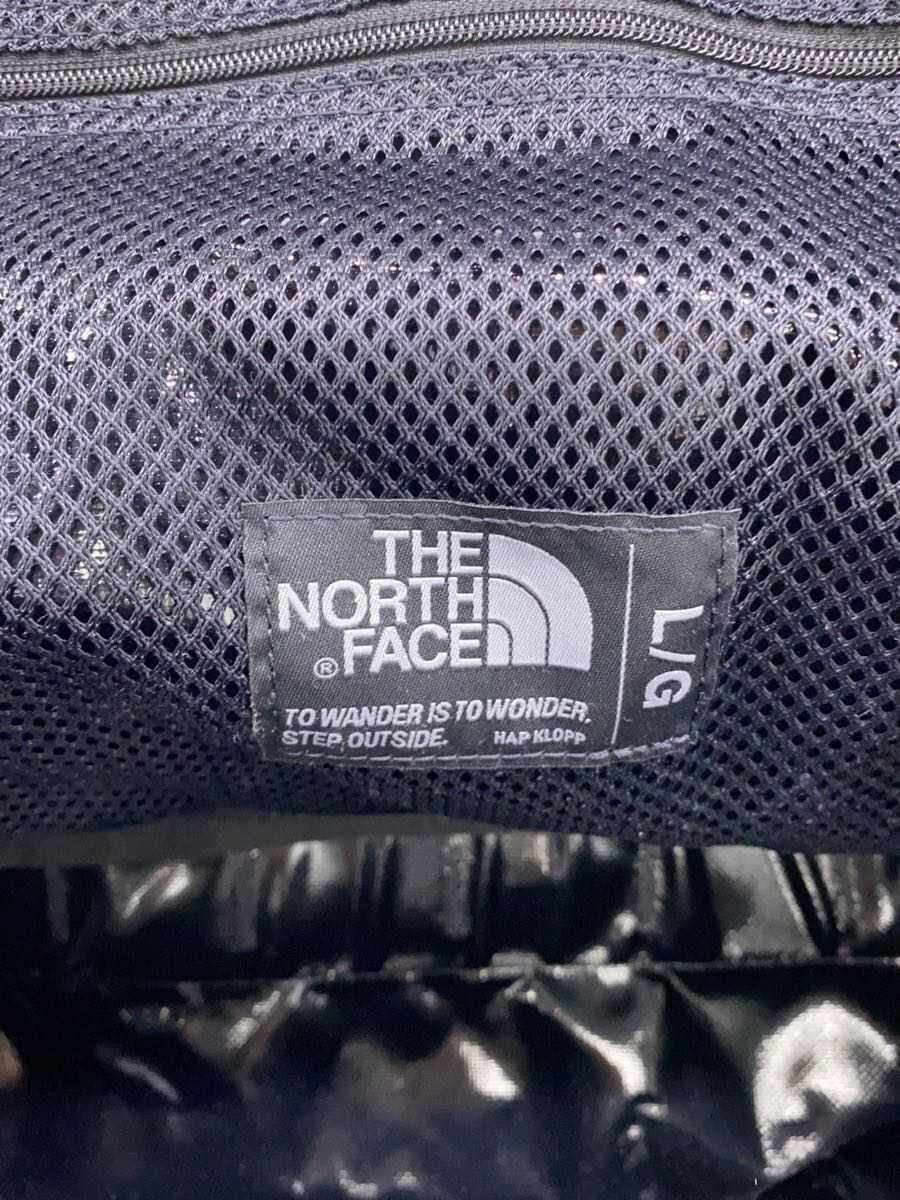 THE
NORTH
® FACE
L/G
TO WANDER IS TO WONDER.
STEP OUTSIDE. HAP KLOPP